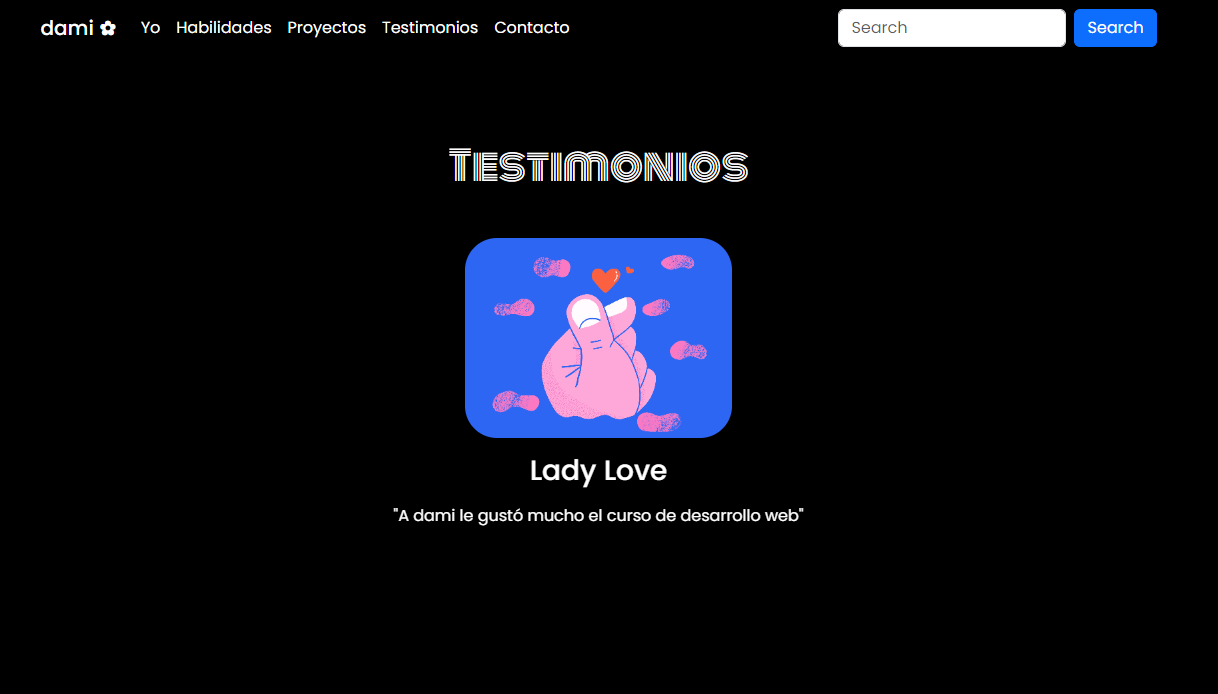 dami ✿ Yo Habilidades Proyectos Testimonios Contacto Search Search
Testimonios
Lady Love
"A dami le gustó mucho el curso de desarrollo web"